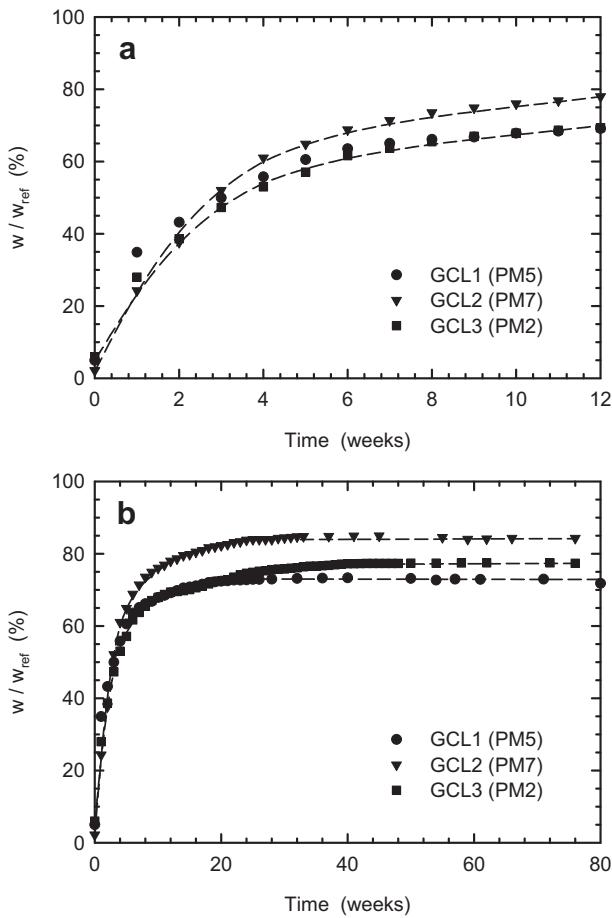 100
80
60
40
20
0
w / w_ref (%)
a
GCL1 (PM5)
GCL2 (PM7)
GCL3 (PM2)
0 2 4 6 8 10 12
Time (weeks)
100
80
60
40
20
0
w / w_ref (%)
b
GCL1 (PM5)
GCL2 (PM7)
GCL3 (PM2)
0 20 40 60 80
Time (weeks)